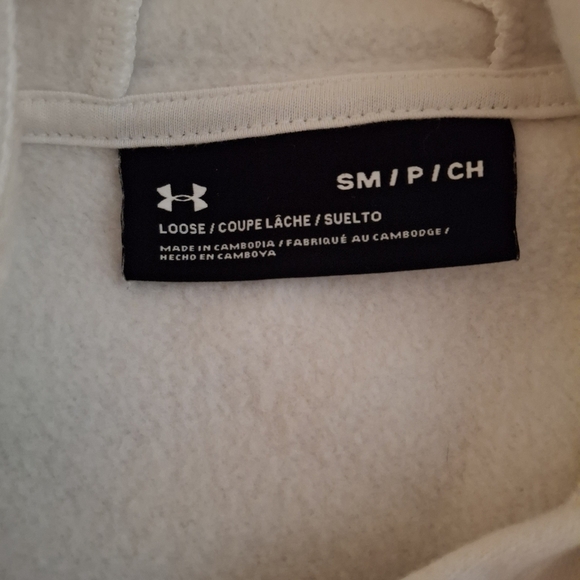 SM / P / CH
LOOSE / COUPE LÂCHE / SUELTO
MADE IN CAMBODIA / FABRIQUÉ AU CAMBODGE /
HECHO EN CAMBOYA